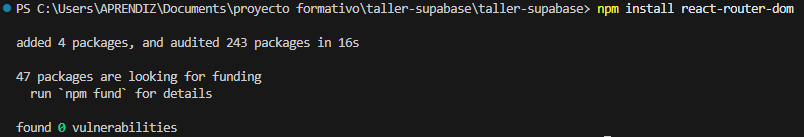 PS C:\Users\APRENDIZ\Documents\proyecto formativo\taller-supabase\taller-supabase> npm install react-router-dom
added 4 packages, and audited 243 packages in 16s
47 packages are looking for funding
run `npm fund` for details
found 0 vulnerabilities